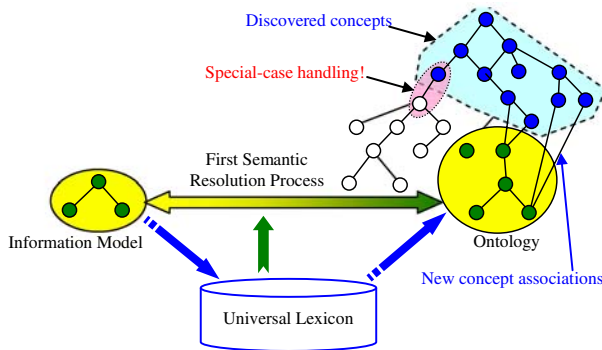 Discovered concepts
Special-case handling!
First Semantic
Resolution Process
Information Model
Ontology
New concept associations
Universal Lexicon